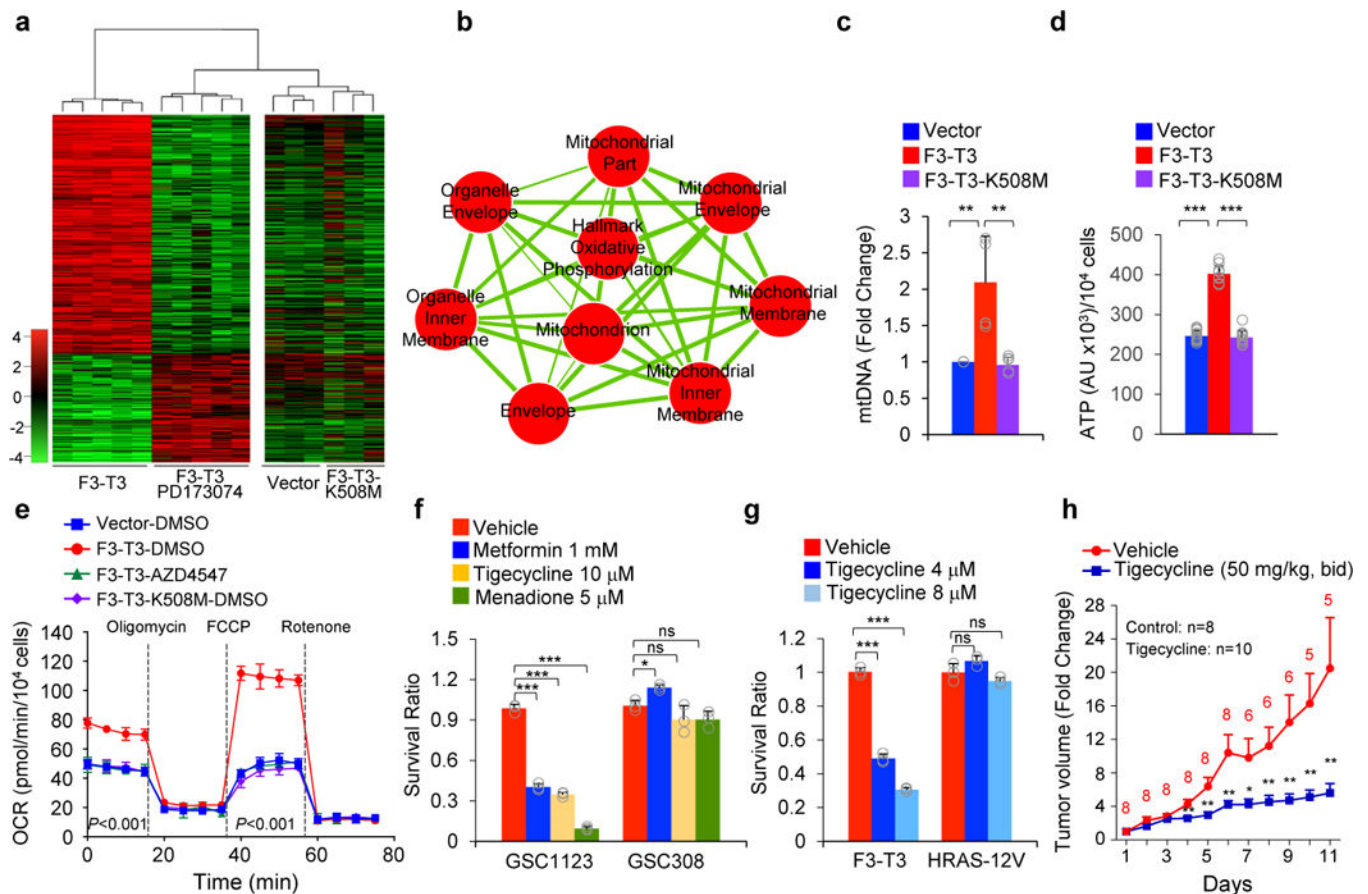 a
4
2
0
-2
-4
F3-T3
F3-T3
PD173074
Vector
F3-T3-
K508M
b
Mitochondrial
Part
Organelle
Envelope
Mitochondrial
Envelope
Hallmark
Oxidative
Phosphorylation
Organelle
Inner
Membrane
Mitochondrion
Mitochondrial
Membrane
Envelope
Mitochondrial
Inner
Membrane
c
Vector
F3-T3
F3-T3-K508M
** **
mtDNA (Fold Change)
3
2.5
2
1.5
1
0.5
0
d
Vector
F3-T3
F3-T3-K508M
*** ***
ATP (AU x10³)/10⁴ cells
500
400
300
200
100
0
e
Vector-DMSO
F3-T3-DMSO
F3-T3-AZD4547
F3-T3-K508M-DMSO
OCR (pmol/min/10⁴ cells)
140
120
100
80
60
40
20
0
Oligomycin FCCP Rotenone
P<0.001 P<0.001
0 20 40 60 80
Time (min)
f
Vehicle
Metformin 1 mM
Tigecycline 10 µM
Menadione 5 µM
Survival Ratio
1.5
1.2
0.9
0.6
0.3
0
***
***
***
ns
ns
*
GSC1123 GSC308
g
Vehicle
Tigecycline 4 µM
Tigecycline 8 µM
Survival Ratio
1.2
1
0.8
0.6
0.4
0.2
0
***
***
ns
ns
F3-T3 HRAS-12V
h
Vehicle
Tigecycline (50 mg/kg, bid)
Tumor volume (Fold Change)
28
24
20
16
12
8
4
0
Control: n=8
Tigecycline: n=10
8 8 8 8 8 8 6 6 6 5 5
** ** ** * ** ** ** **
1 3 5 7 9 11
Days